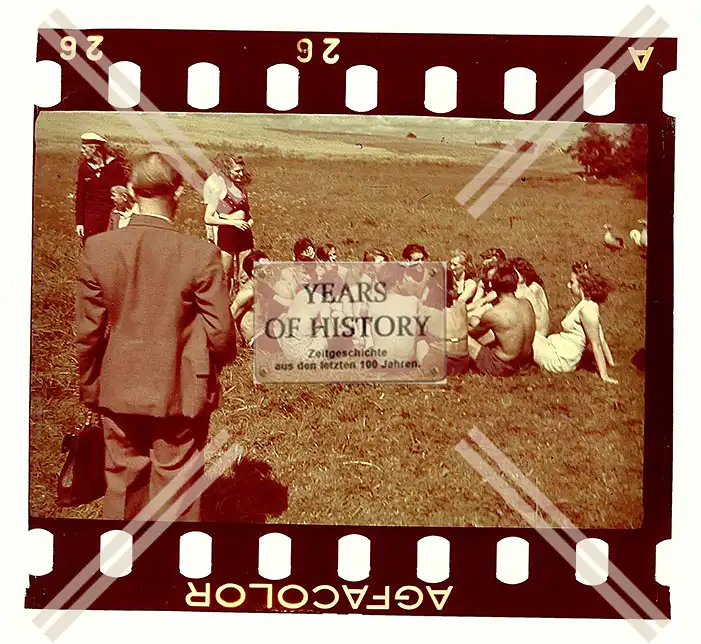 26
26
A
YEARS
OF HISTORY
Zeitgeschichte
aus den letzten 100 Jahren.
AGFACOLOR